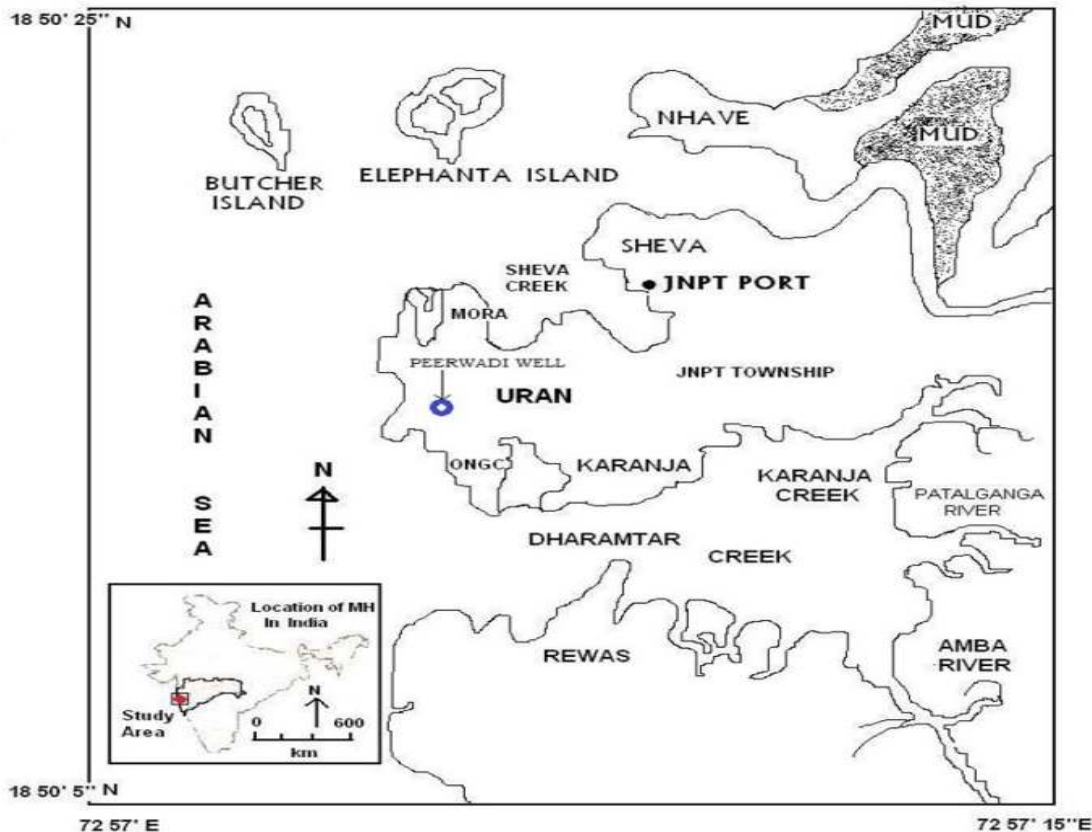 18 50' 25" N
MUD
NHAVE
MUD
BUTCHER
ISLAND
ELEPHANTA ISLAND
SHEVA
SHEVA
CREEK
JNPT PORT
MORA
PEERWADI WELL
JNPT TOWNSHIP
URAN
ARABIAN SEA
ONGC
KARANJA
KARANJA
CREEK
PATALGANGA
RIVER
N
DHARAMTAR
CREEK
REWAS
AMBA
RIVER
Location of MH
In India
N
Study
Area
0 600
km
18 50' 5" N
72 57' E
72 57' 15"E